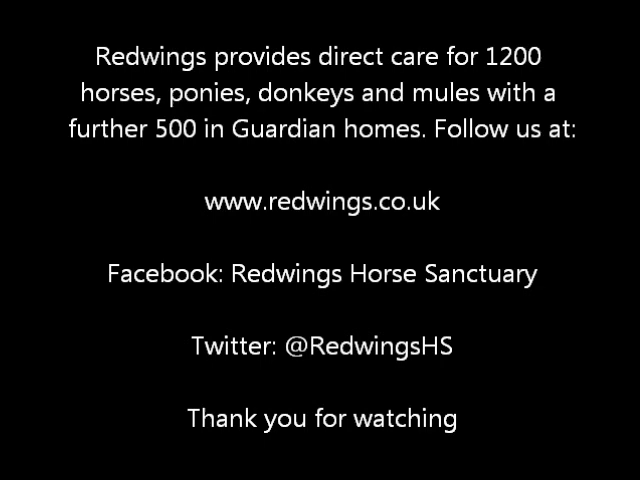 Redwings provides direct care for 1200
horses, ponies, donkeys and mules with a
further 500 in Guardian homes. Follow us at:
www.redwings.co.uk
Facebook: Redwings Horse Sanctuary
Twitter: @RedwingsHS
Thank you for watching